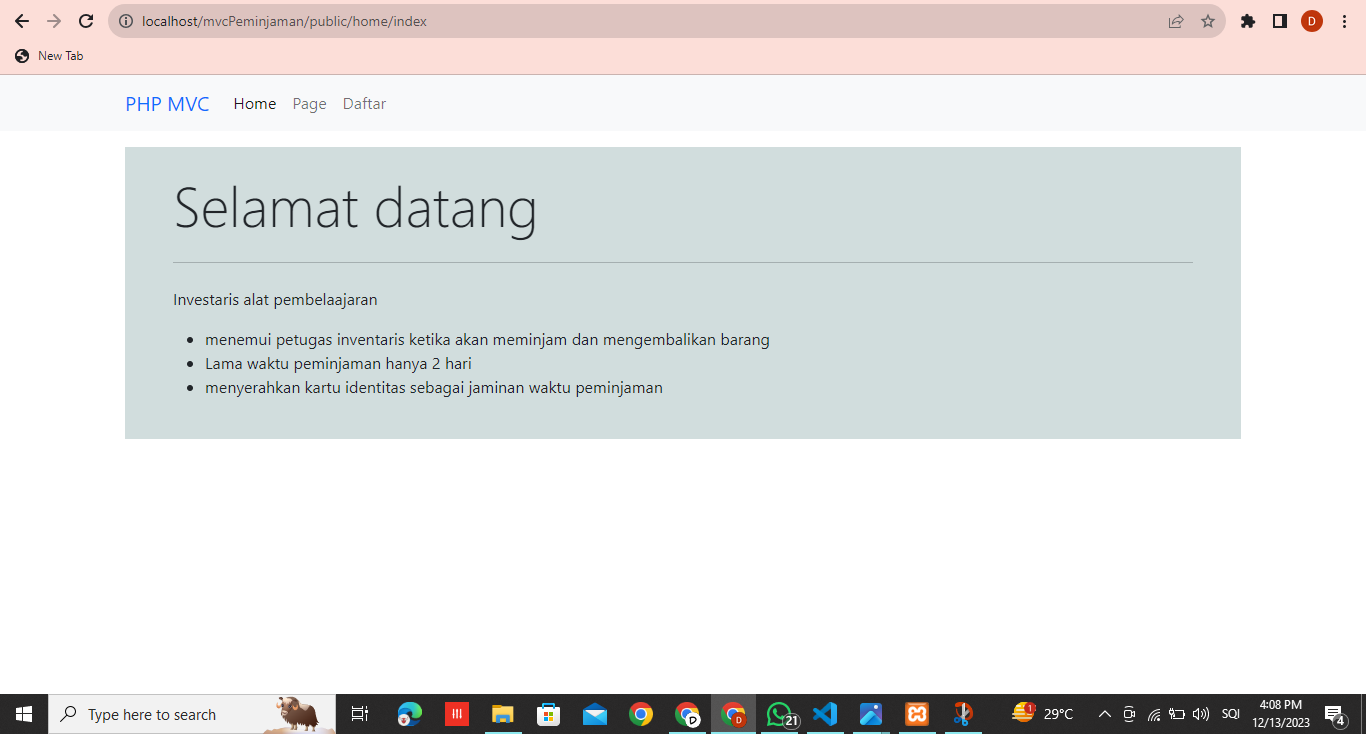 localhost/mvcPeminjaman/public/home/index
D
New Tab
PHP MVC Home Page Daftar
Selamat datang
Investaris alat pembelaajaran
menemui petugas inventaris ketika akan meminjam dan mengembalikan barang
Lama waktu peminjaman hanya 2 hari
menyerahkan kartu identitas sebagai jaminan waktu peminjaman
Type here to search
D
D
21
1
29°C
SQI
4:08 PM
12/13/2023
4